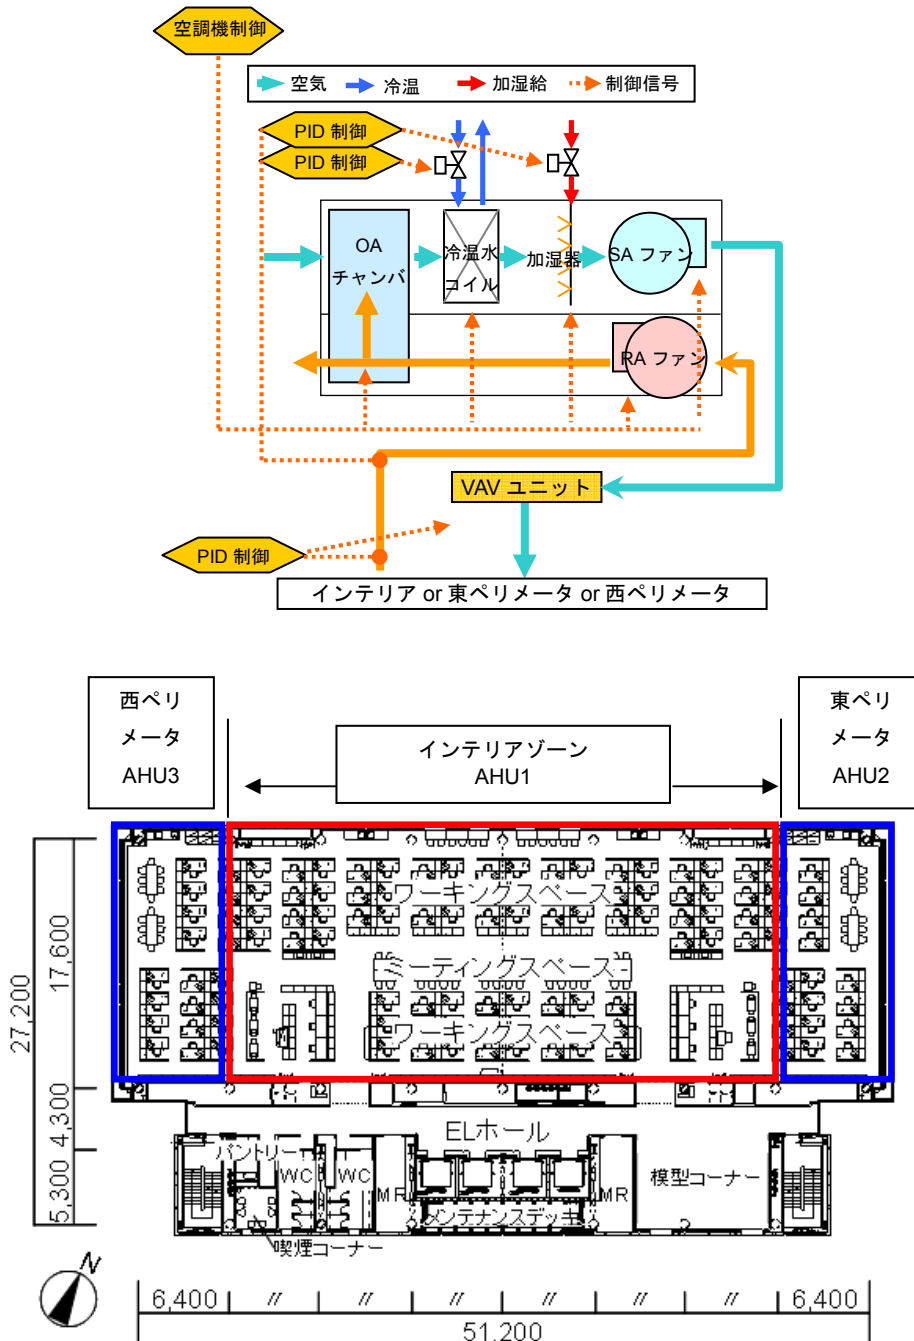 空調機制御
空気
冷温
加湿給
制御信号
PID 制御
PID 制御
OA
チャンバ
冷温水
コイル
加湿器
SA ファン
RA ファン
VAV ユニット
PID 制御
インテリア or 東ペリメータ or 西ペリメータ
西ペリ
メータ
AHU3
インテリアゾーン
AHU1
東ペリ
メータ
AHU2
ワーキングスペース
ミーティングスペース
ワーキングスペース
27,200
17,600
4,300
5,300
ELホール
パントリー
WC
WC
MR
MR
模型コーナー
メンテナンスデッキ
喫煙コーナー
N
6,400 〃 〃 〃 〃 〃 〃 6,400
51,200